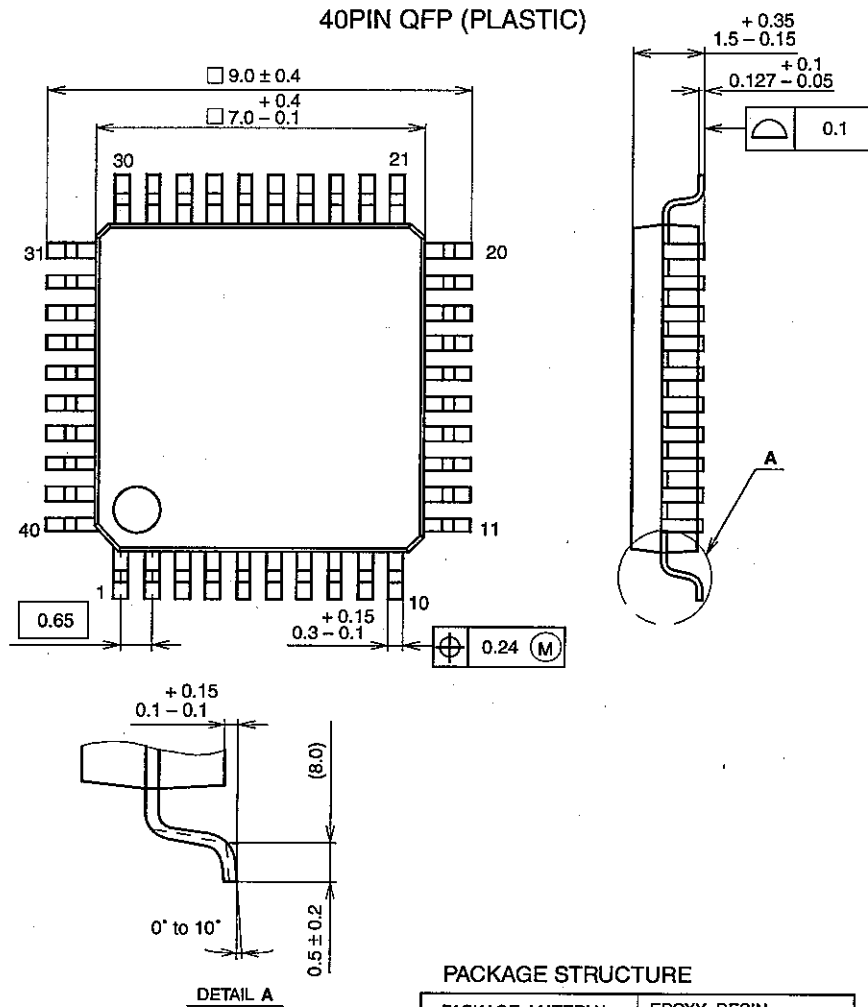 40PIN QFP (PLASTIC)
+ 0.35
1.5 – 0.15
+ 0.1
0.127 – 0.05
0.1
□ 9.0 ± 0.4
+ 0.4
□ 7.0 – 0.1
30
21
31
20
40
11
1
10
A
0.65
+ 0.15
0.3 – 0.1
0.24 Ⓜ
+ 0.15
0.1 – 0.1
(8.0)
0° to 10°
0.5 ± 0.2
DETAIL A
PACKAGE STRUCTURE
EPOXY RESIN